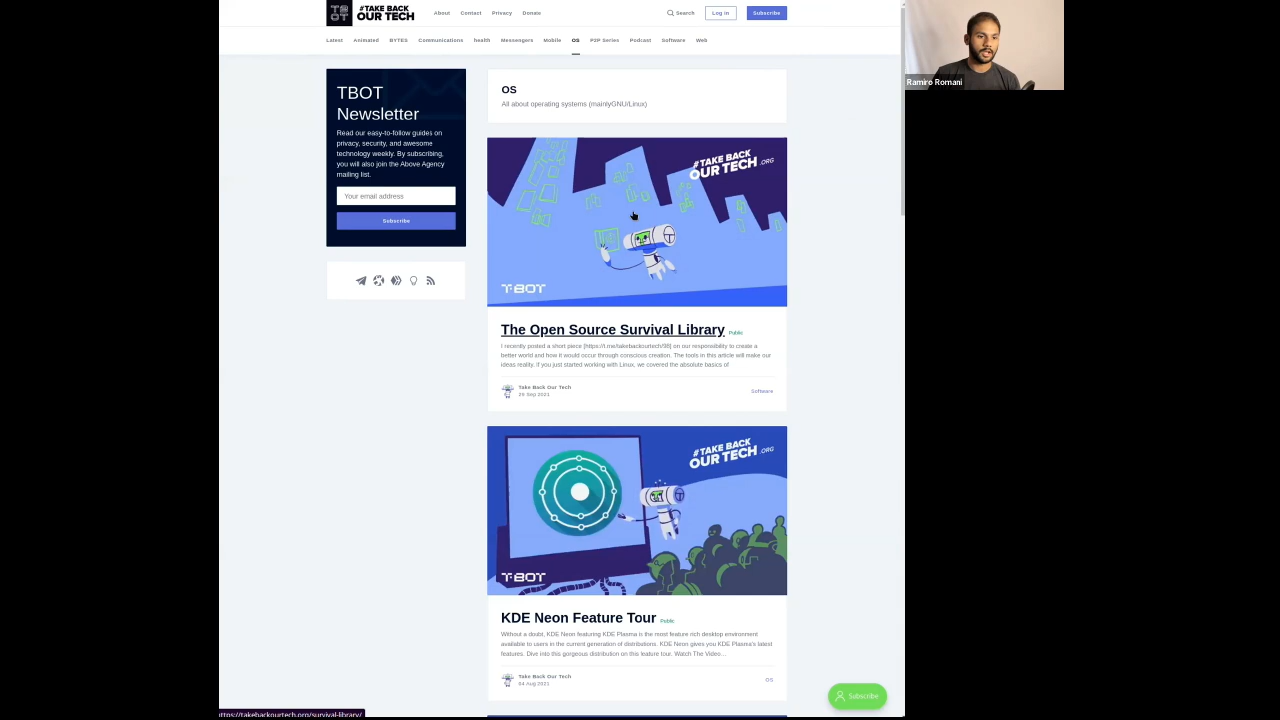 TBOT
#TAKE BACK
OUR TECH
About
Contact
Privacy
Donate
Search
Log in
Subscribe
Latest
Animated
BYTES
Communications
health
Messengers
Mobile
OS
P2P Series
Podcast
Software
Web
Ramiro Romani
TBOT
Newsletter
Read our easy-to-follow guides on
privacy, security, and awesome
technology weekly. By subscribing,
you will also join the Above Agency
mailing list.
Your email address
Subscribe
OS
All about operating systems (mainlyGNU/Linux)
#TAKE BACK
OUR TECH .ORG
T-BOT
The Open Source Survival Library Public
I recently posted a short piece [https://t.me/takebackourtech/98] on our responsibility to create a
better world and how it would occur through conscious creation. The tools in this article will make our
ideas reality. If you just started working with Linux, we covered the absolute basics of
Take Back Our Tech
29 Sep 2021
Software
#TAKE BACK
OUR TECH .ORG
T-BOT
KDE Neon Feature Tour Public
Without a doubt, KDE Neon featuring KDE Plasma is the most feature rich desktop environment
available to users in the current generation of distributions. KDE Neon gives you KDE Plasma's latest
features. Dive into this gorgeous distribution on this feature tour. Watch The Video…
Take Back Our Tech
04 Aug 2021
OS
Subscribe
https://takebackourtech.org/survival-library/